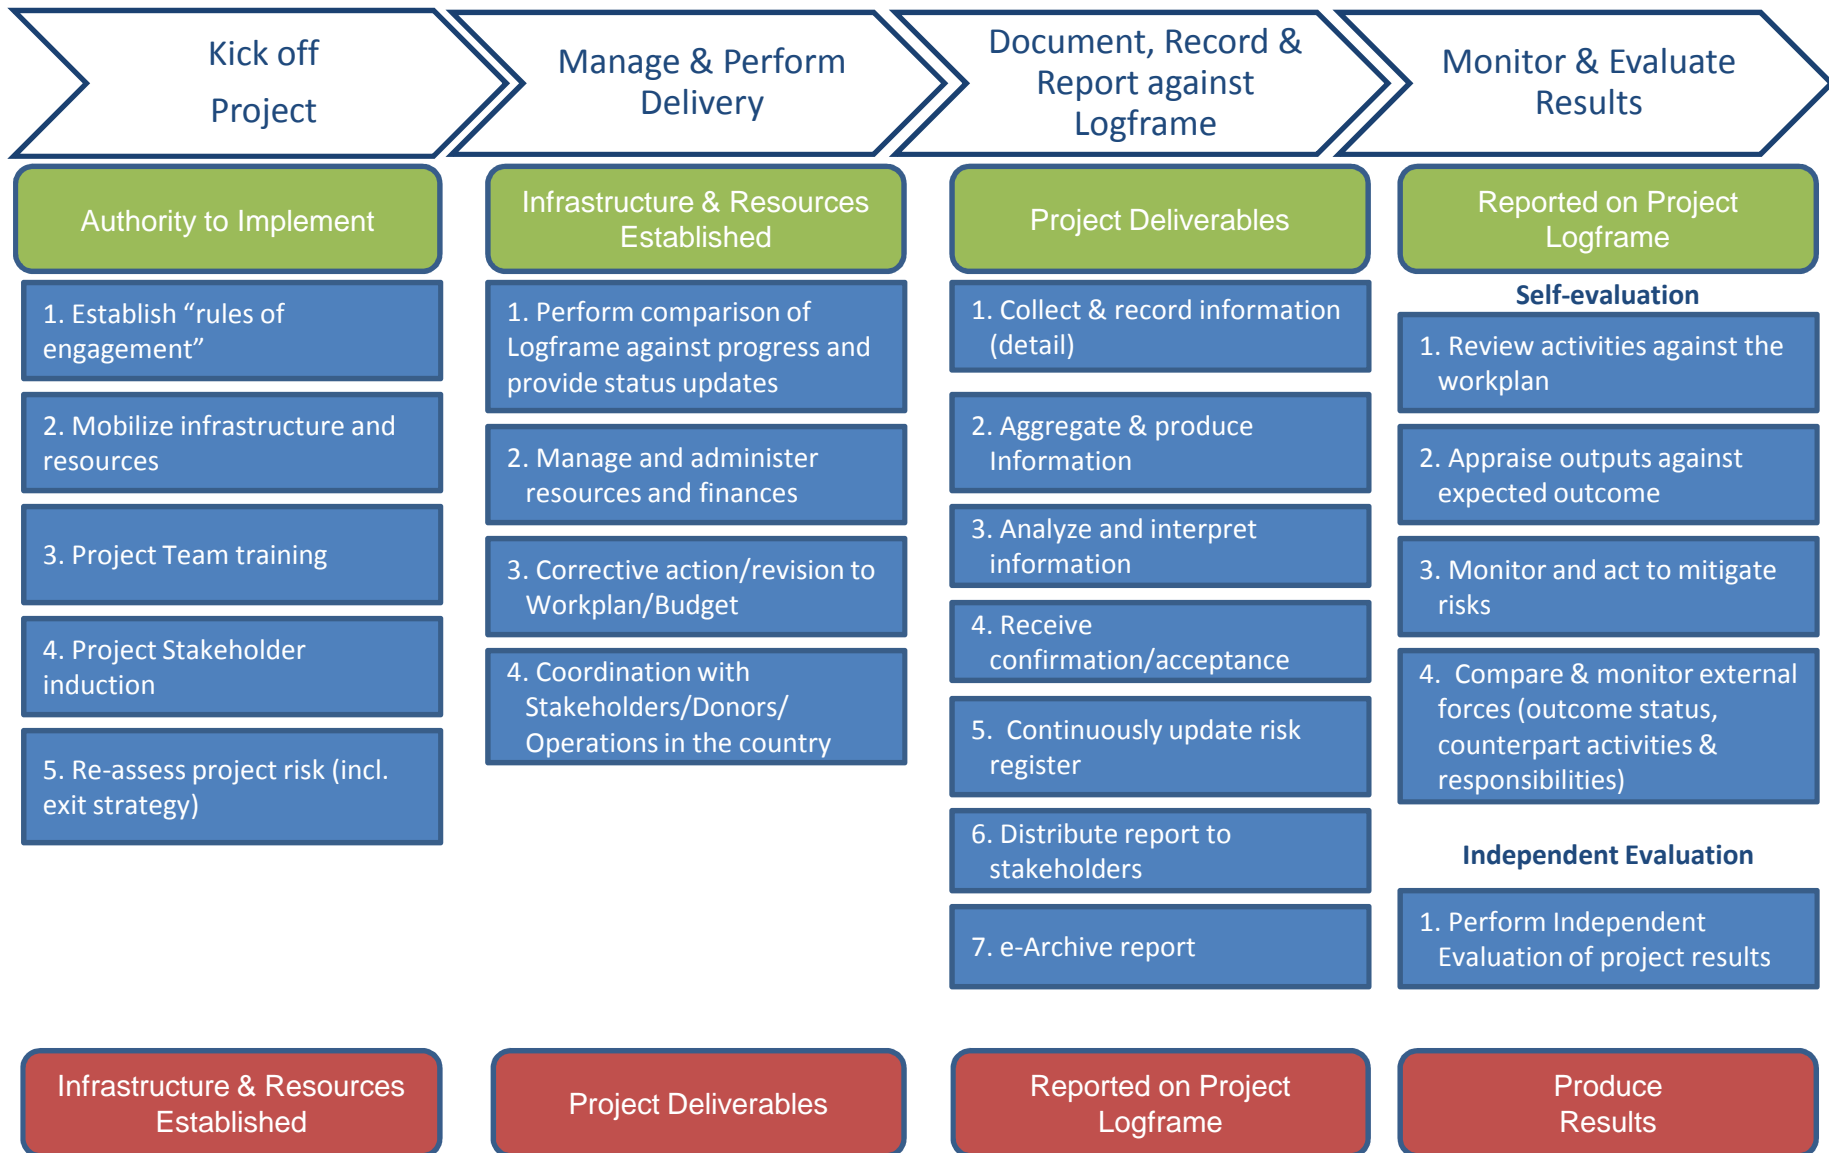 Kick off
Project
Manage & Perform
Delivery
Document, Record &
Report against
Logframe
Monitor & Evaluate
Results
Authority to Implement
Infrastructure & Resources
Established
Project Deliverables
Reported on Project
Logframe
1. Establish “rules of
engagement”
2. Mobilize infrastructure and
resources
3. Project Team training
4. Project Stakeholder
induction
5. Re-assess project risk (incl.
exit strategy)
1. Perform comparison of
Logframe against progress and
provide status updates
2. Manage and administer
resources and finances
3. Corrective action/revision to
Workplan/Budget
4. Coordination with
Stakeholders/Donors/
Operations in the country
1. Collect & record information
(detail)
2. Aggregate & produce
Information
3. Analyze and interpret
information
4. Receive
confirmation/acceptance
5. Continuously update risk
register
6. Distribute report to
stakeholders
7. e-Archive report
Self-evaluation
1. Review activities against the
workplan
2. Appraise outputs against
expected outcome
3. Monitor and act to mitigate
risks
4. Compare & monitor external
forces (outcome status,
counterpart activities &
responsibilities)
Independent Evaluation
1. Perform Independent
Evaluation of project results
Infrastructure & Resources
Established
Project Deliverables
Reported on Project
Logframe
Produce
Results